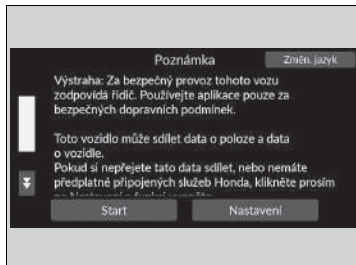 Poznámka
Změn. jazyk
Výstraha: Za bezpečný provoz tohoto vozu
zodpovídá řidič. Používejte aplikace pouze za
bezpečných dopravních podmínek.
Toto vozidlo může sdílet data o poloze a data
o vozidle.
Pokud si nepřejete tato data sdílet, nebo nemáte
předplatné připojených služeb Honda, klikněte prosím
Start
Nastavení